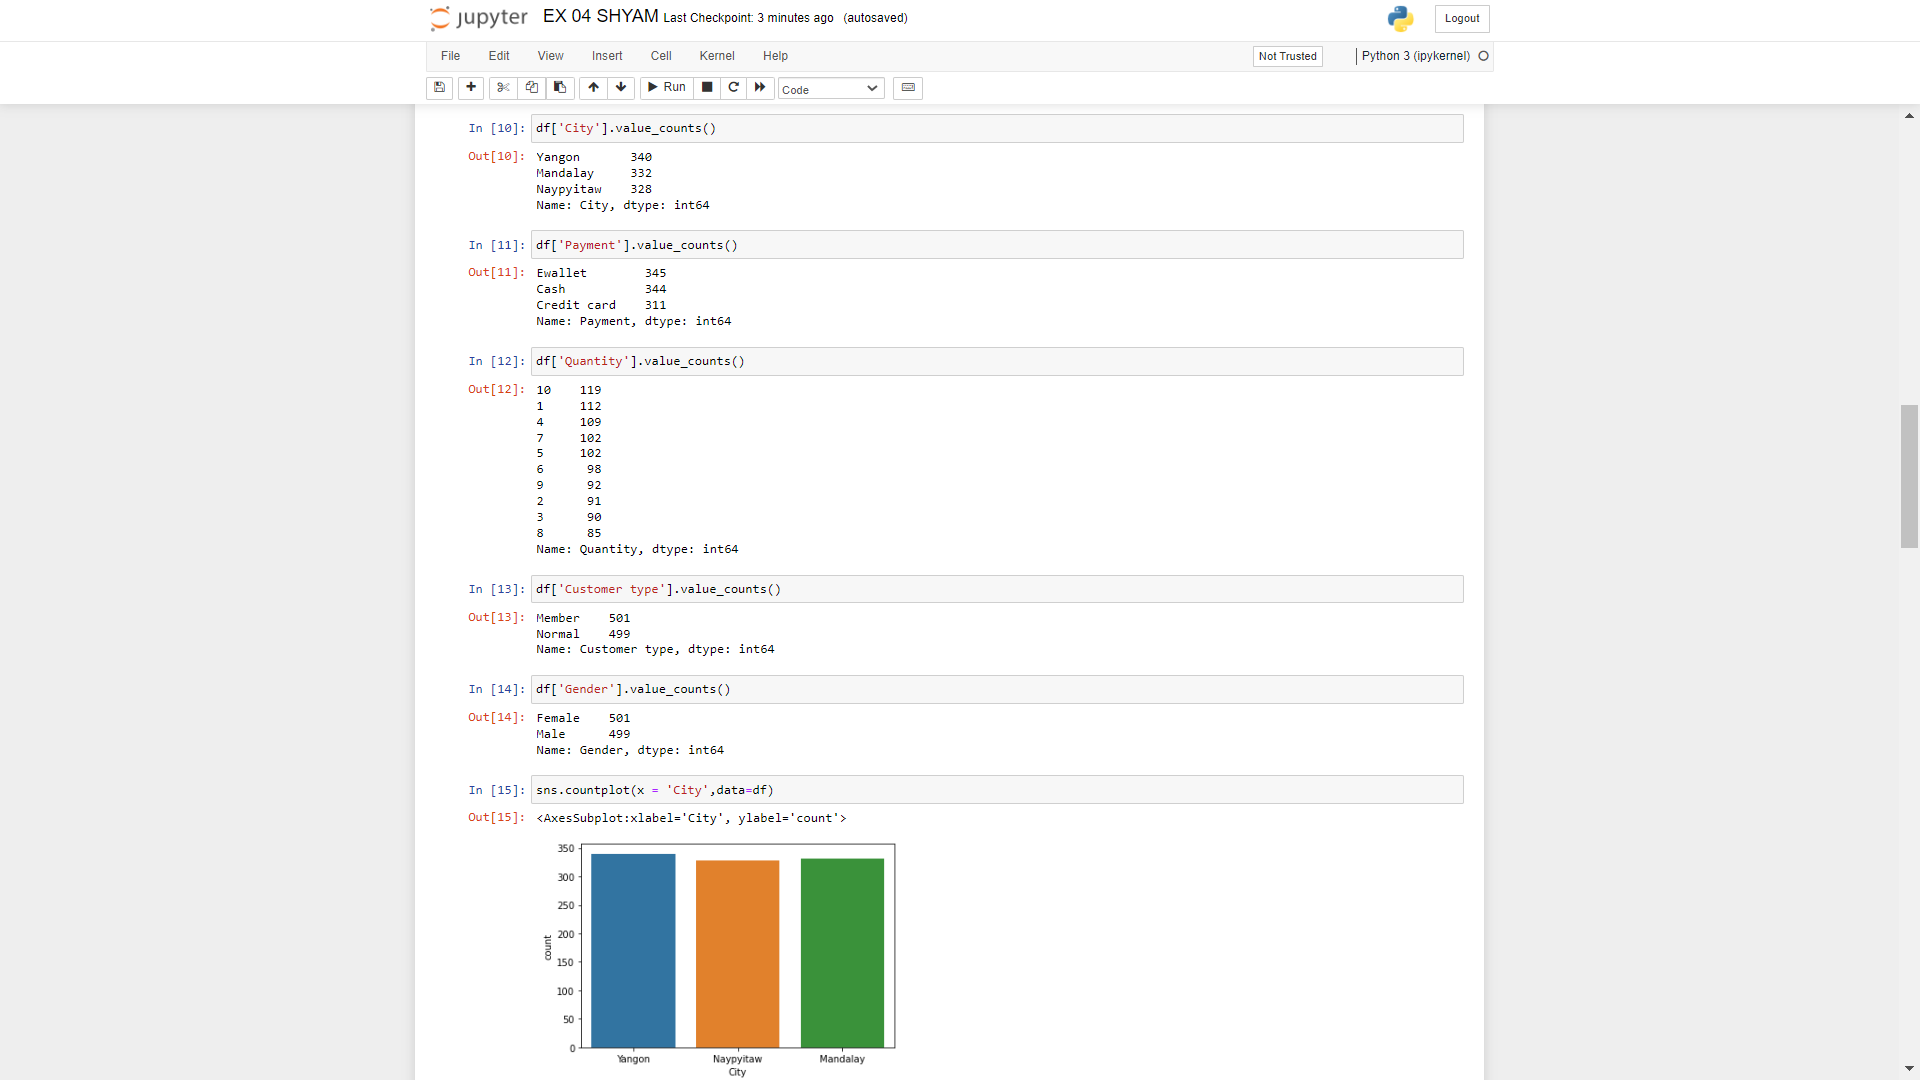 jupyter EX 04 SHYAM Last Checkpoint: 3 minutes ago (autosaved) Logout
File Edit View Insert Cell Kernel Help Not Trusted Python 3 (ipykernel)
Run Code
In [10]: df['City'].value_counts()
Out[10]: Yangon 340
Mandalay 332
Naypyitaw 328
Name: City, dtype: int64
In [11]: df['Payment'].value_counts()
Out[11]: Ewallet 345
Cash 344
Credit card 311
Name: Payment, dtype: int64
In [12]: df['Quantity'].value_counts()
Out[12]: 10 119
1 112
4 109
7 102
5 102
6 98
9 92
2 91
3 90
8 85
Name: Quantity, dtype: int64
In [13]: df['Customer type'].value_counts()
Out[13]: Member 501
Normal 499
Name: Customer type, dtype: int64
In [14]: df['Gender'].value_counts()
Out[14]: Female 501
Male 499
Name: Gender, dtype: int64
In [15]: sns.countplot(x = 'City',data=df)
Out[15]: <AxesSubplot:xlabel='City', ylabel='count'>
350
300
250
200
150
100
50
0
count
Yangon Naypyitaw Mandalay
City